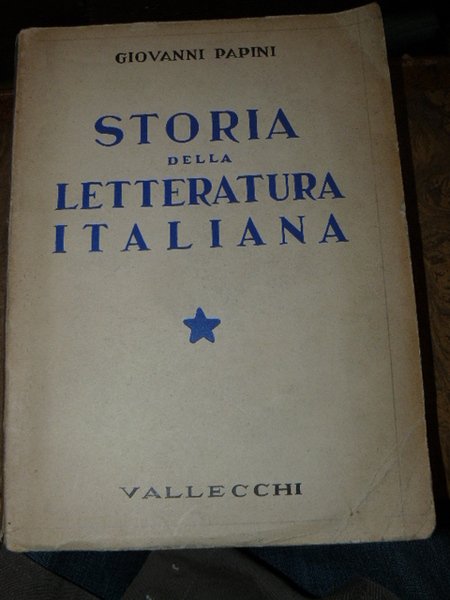 GIOVANNI PAPINI
STORIA
DELLA
LETTERATURA
ITALIANA
VALLECCHI